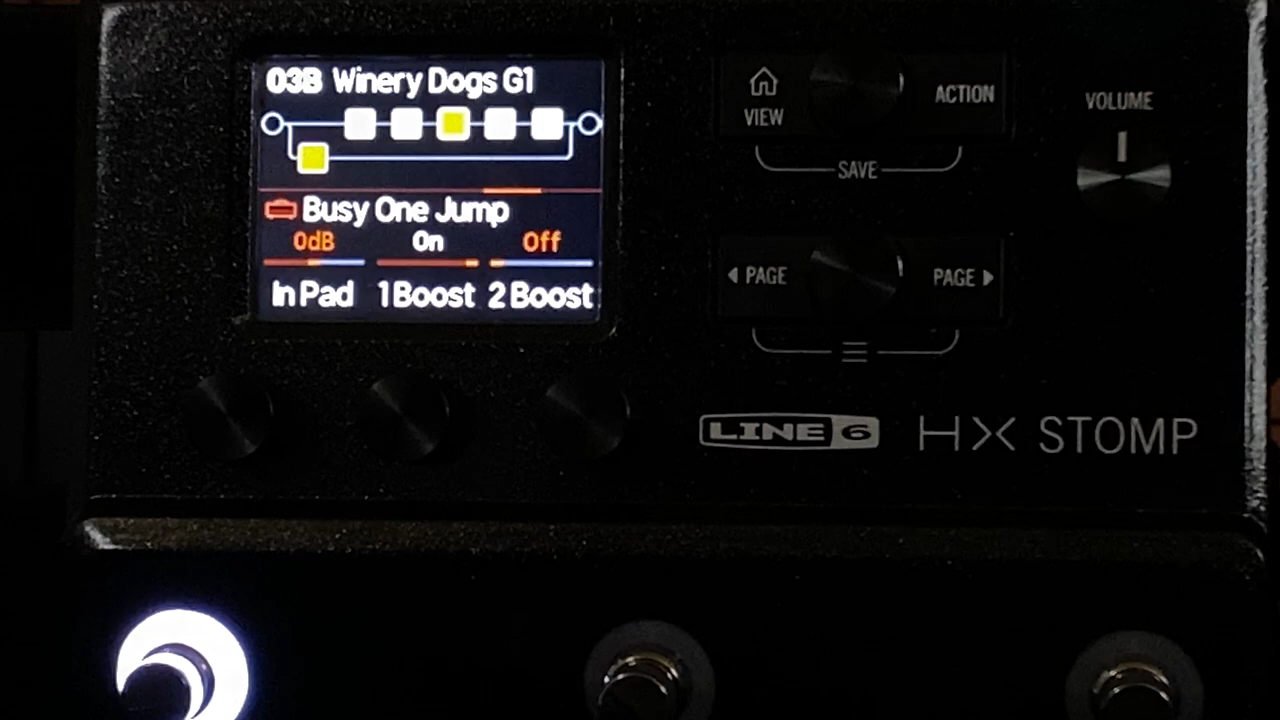 03B Winery Dogs G1
Busy One Jump
0dB On Off
In Pad 1 Boost 2 Boost
VIEW ACTION
SAVE
PAGE PAGE
VOLUME
LINE 6 HX STOMP